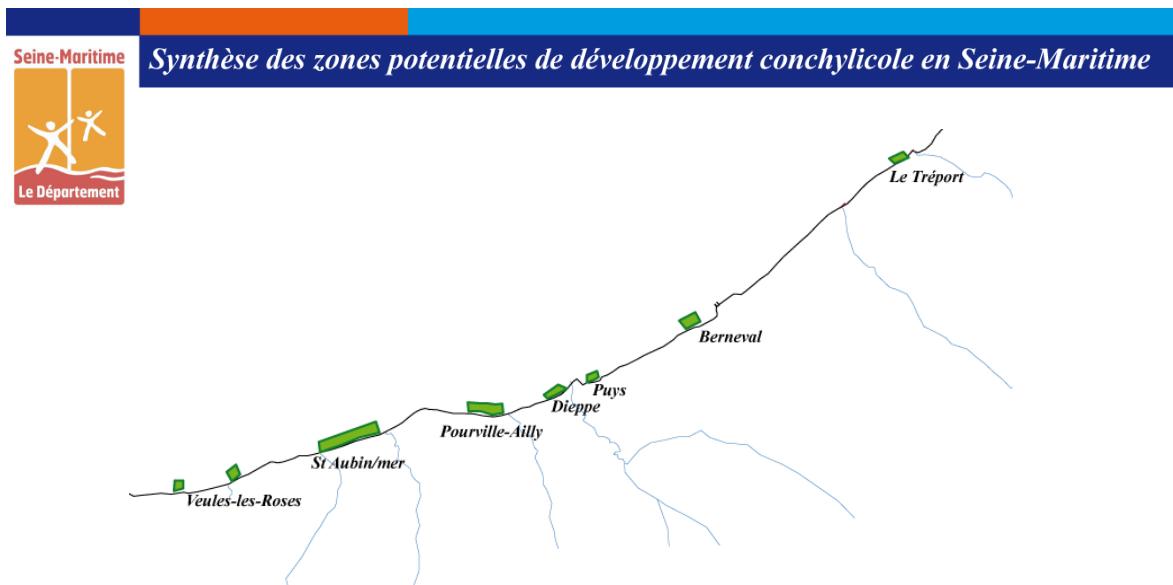 Synthèse des zones potentielles de développement conchylicole en Seine-Maritime
Seine-Maritime
Le Département
Le Tréport
Berneval
Puys
Dieppe
Pourville-Ailly
St Aubin/mer
Veules-les-Roses